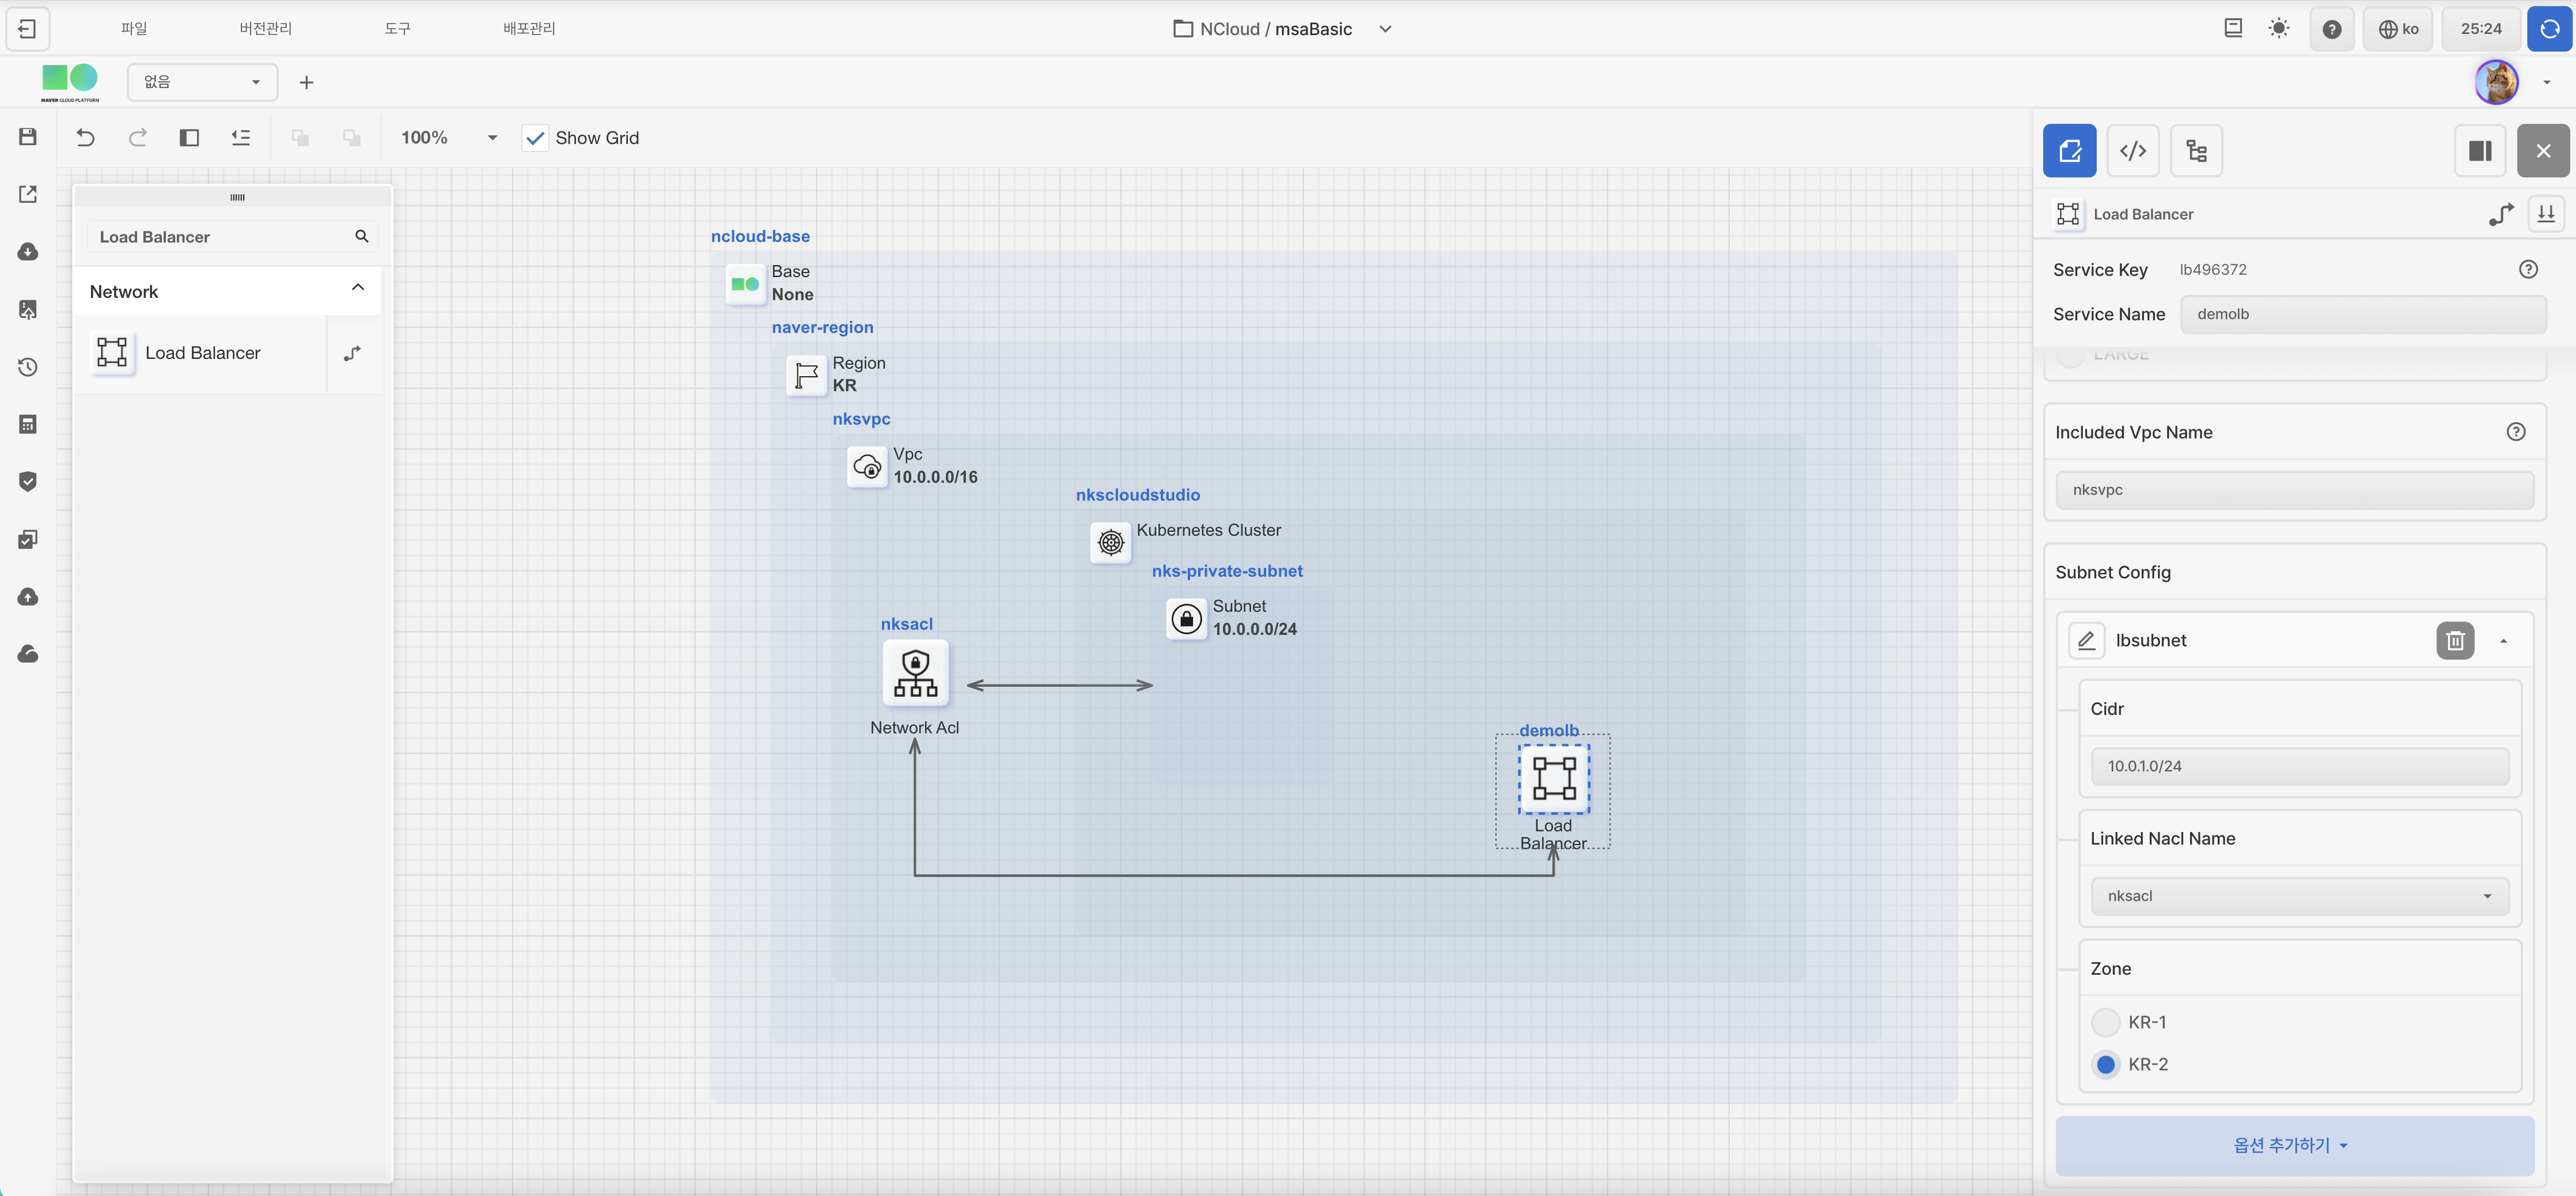 파일
버전관리
도구
배포관리
NCloud / msaBasic
ko
25:24
NAVER CLOUD PLATFORM
없음
100%
Show Grid
Load Balancer
Network
Load Balancer
ncloud-base
Base
None
naver-region
Region
KR
nksvpc
Vpc
10.0.0.0/16
nkscloudstudio
Kubernetes Cluster
nks-private-subnet
Subnet
10.0.0.0/24
nksacl
Network Acl
demolb
Load
Balancer
Load Balancer
Service Key
lb496372
Service Name
demolb
LARGE
Included Vpc Name
nksvpc
Subnet Config
lbsubnet
Cidr
10.0.1.0/24
Linked Nacl Name
nksacl
Zone
KR-1
KR-2
옵션 추가하기